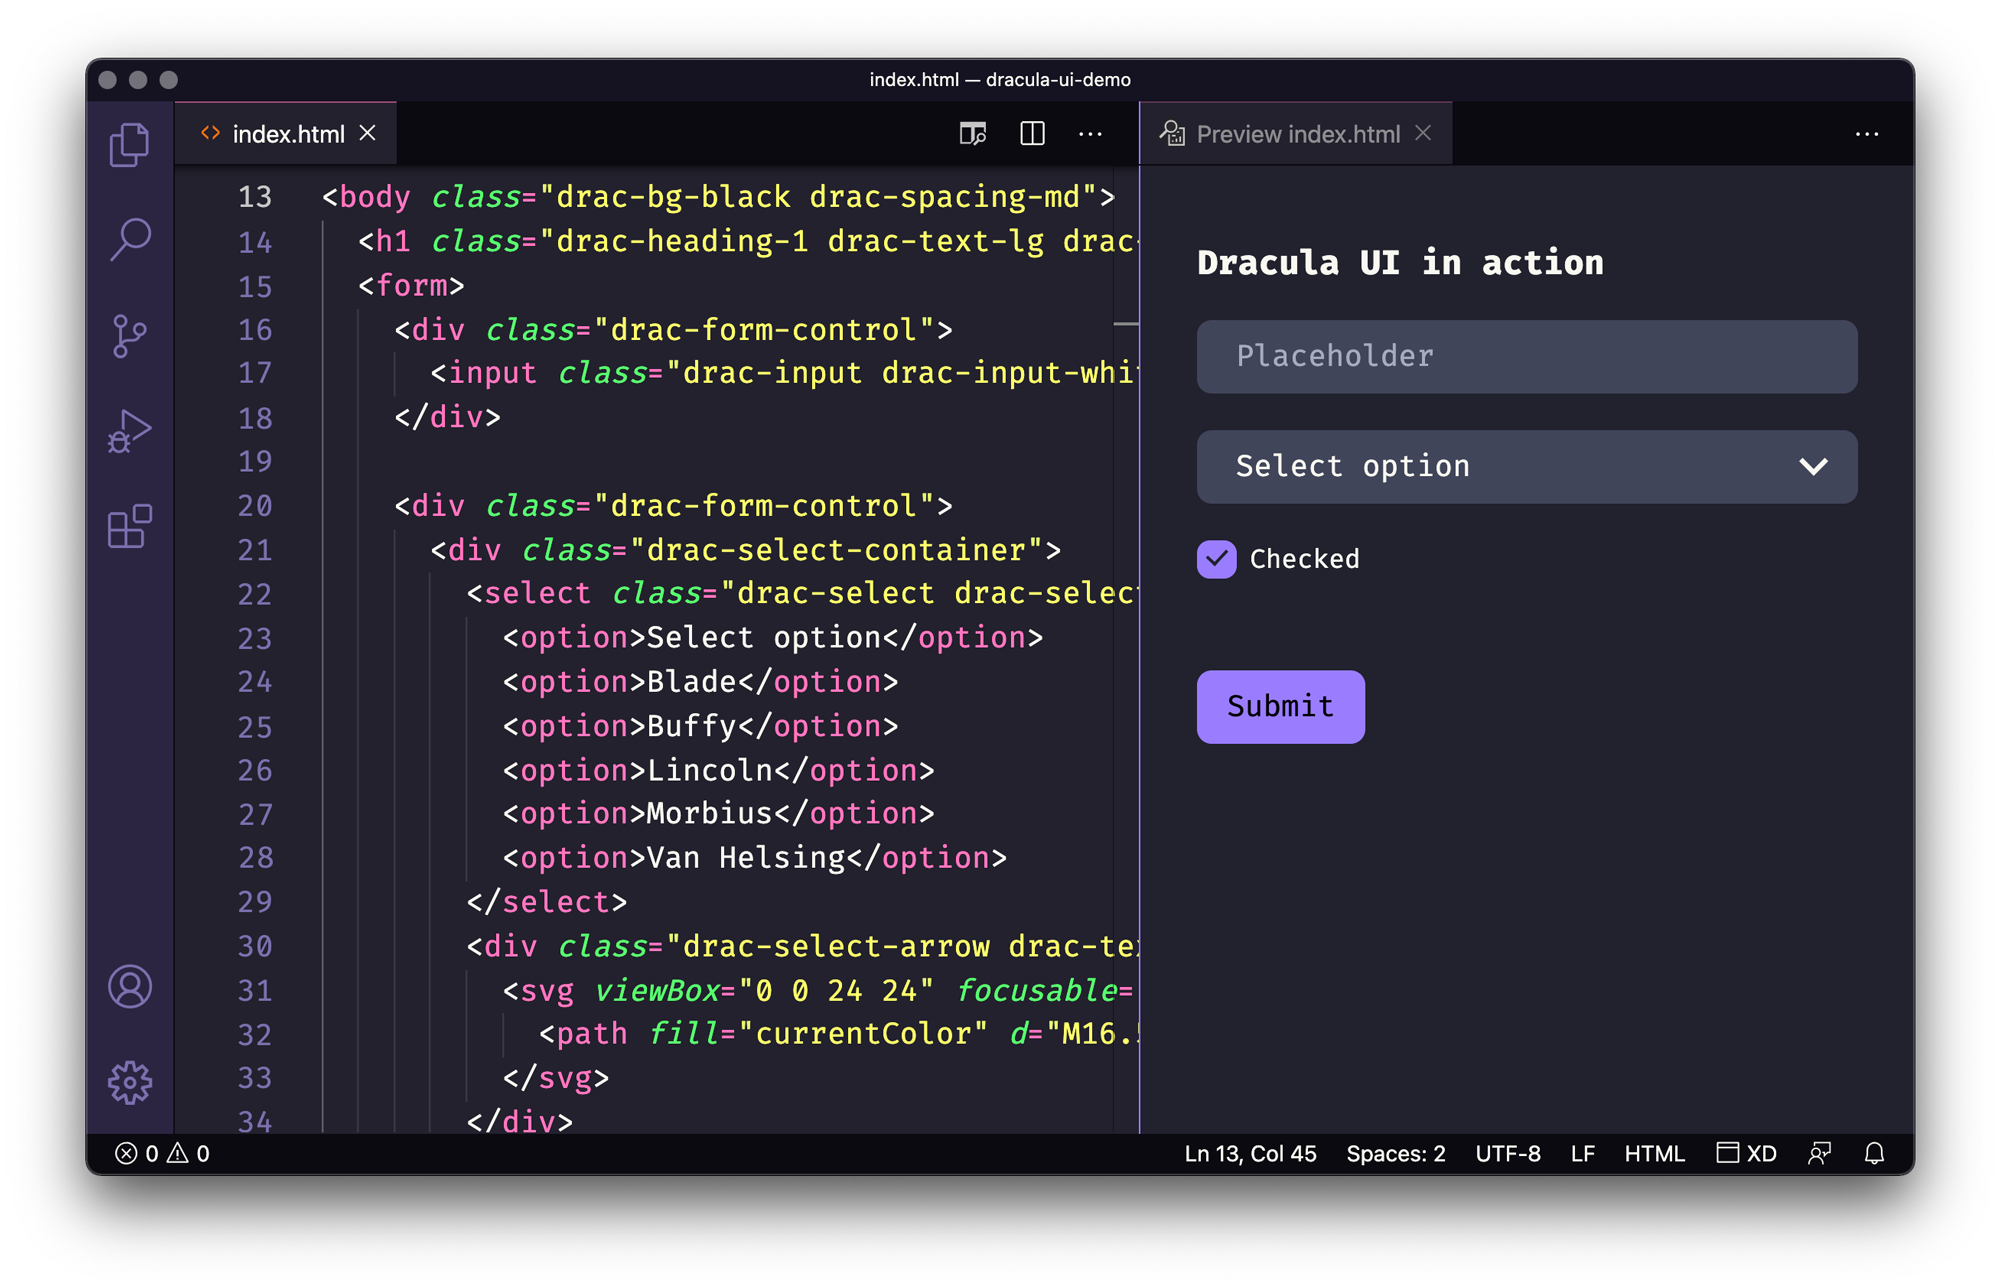 index.html — dracula-ui-demo
index.html
Preview index.html
13 <body class="drac-bg-black drac-spacing-md">
14 <h1 class="drac-heading-1 drac-text-lg drac-
15 <form>
16 <div class="drac-form-control">
17 <input class="drac-input drac-input-whi
18 </div>
19
20 <div class="drac-form-control">
21 <div class="drac-select-container">
22 <select class="drac-select drac-selec
23 <option>Select option</option>
24 <option>Blade</option>
25 <option>Buffy</option>
26 <option>Lincoln</option>
27 <option>Morbius</option>
28 <option>Van Helsing</option>
29 </select>
30 <div class="drac-select-arrow drac-te
31 <svg viewBox="0 0 24 24" focusable=
32 <path fill="currentColor" d="M16.5
33 </svg>
34 </div>
Dracula UI in action
Placeholder
Select option
Checked
Submit
0 0
Ln 13, Col 45 Spaces: 2 UTF-8 LF HTML XD